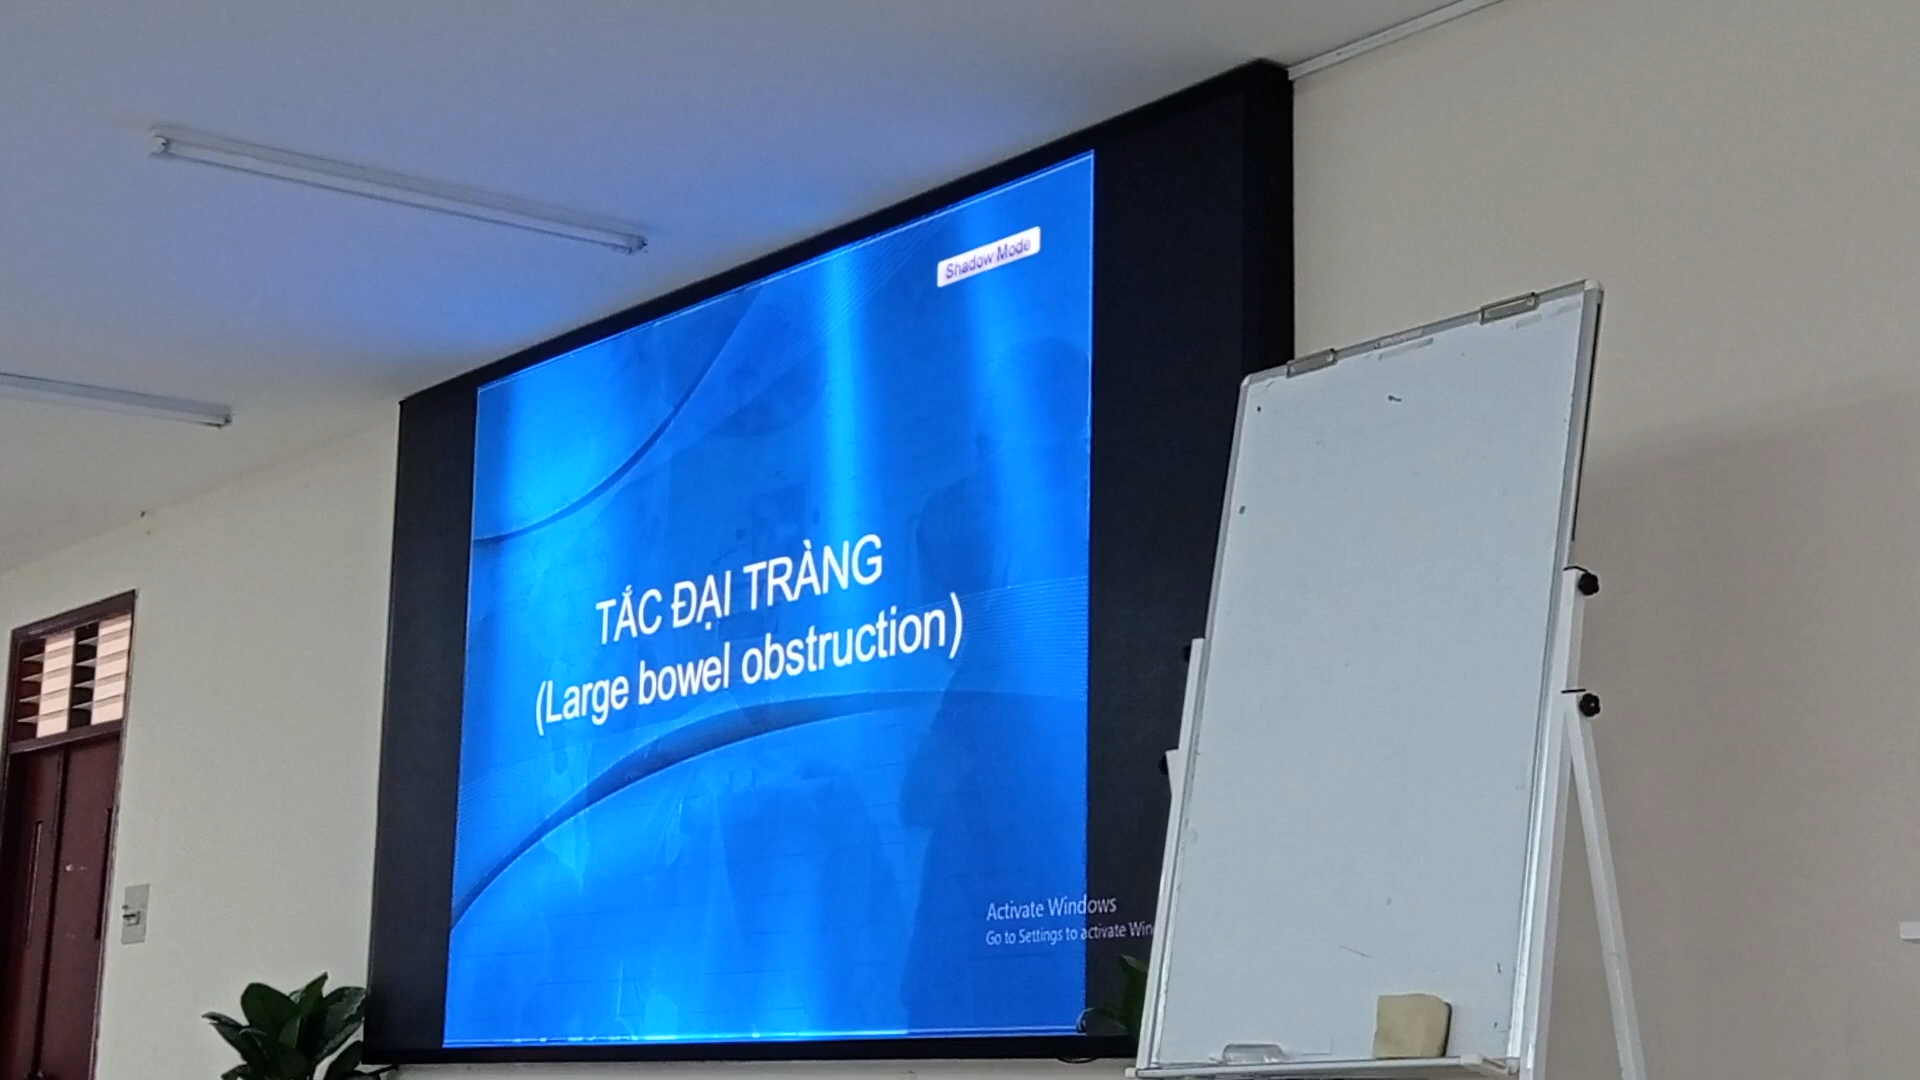 Shadow Mode
TẮC ĐẠI TRÀNG
(Large bowel obstruction)
Activate Windows
Go to Settings to activate Win